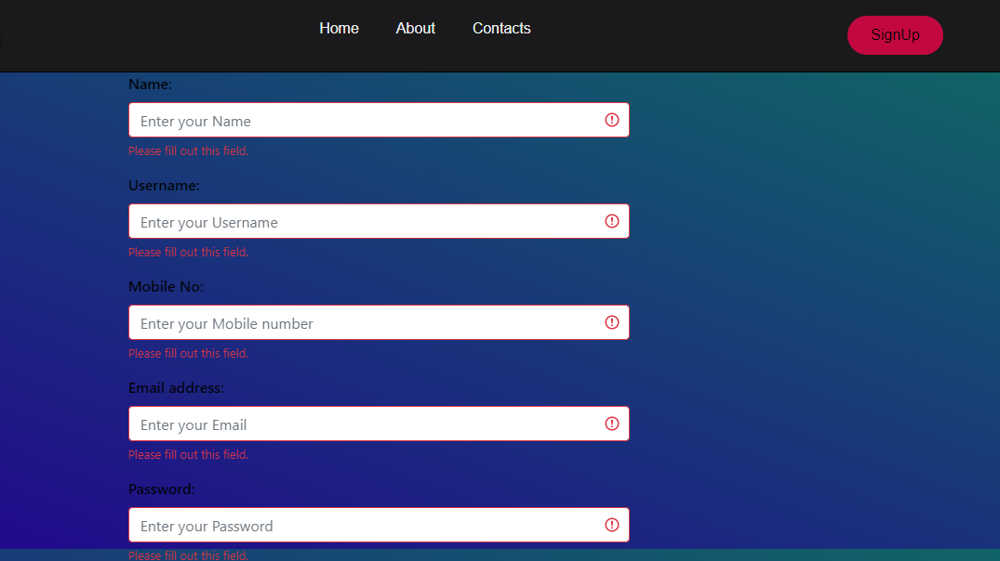 Home About Contacts SignUp
Name:
Enter your Name
Please fill out this field.
Username:
Enter your Username
Please fill out this field.
Mobile No:
Enter your Mobile number
Please fill out this field.
Email address:
Enter your Email
Please fill out this field.
Password:
Enter your Password
Please fill out this field.